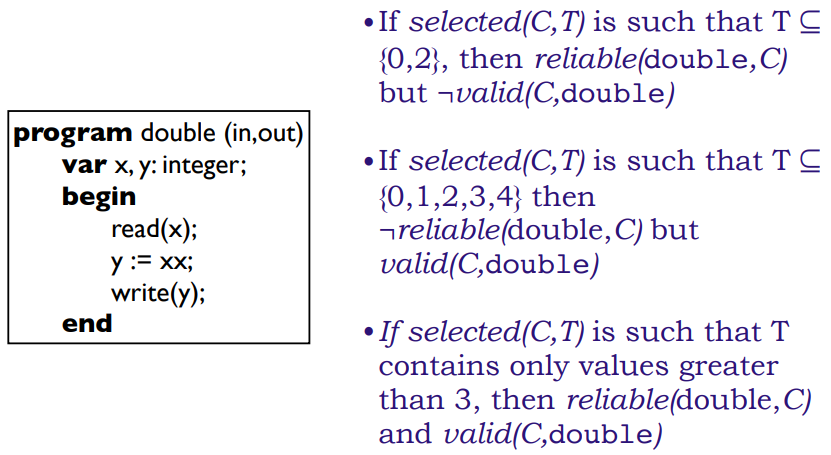 program double (in,out)
var x, y: integer;
begin
read(x);
y := xx;
write(y);
end
•If selected(C,T) is such that T ⊆
{0,2}, then reliable(double,C)
but ¬valid(C,double)
•If selected(C,T) is such that T ⊆
{0,1,2,3,4} then
¬reliable(double,C) but
valid(C,double)
•If selected(C,T) is such that T
contains only values greater
than 3, then reliable(double,C)
and valid(C,double)